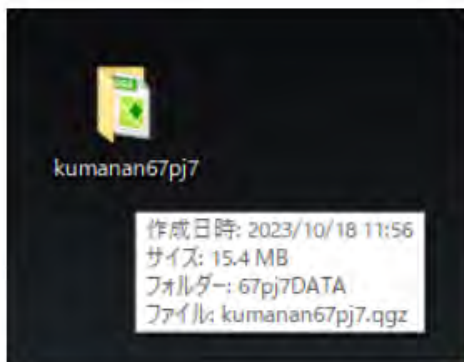 kumanan67pj7
作成日時: 2023/10/18 11:56
サイズ: 15.4 MB
フォルダー: 67pj7DATA
ファイル: kumanan67pj7.qgz